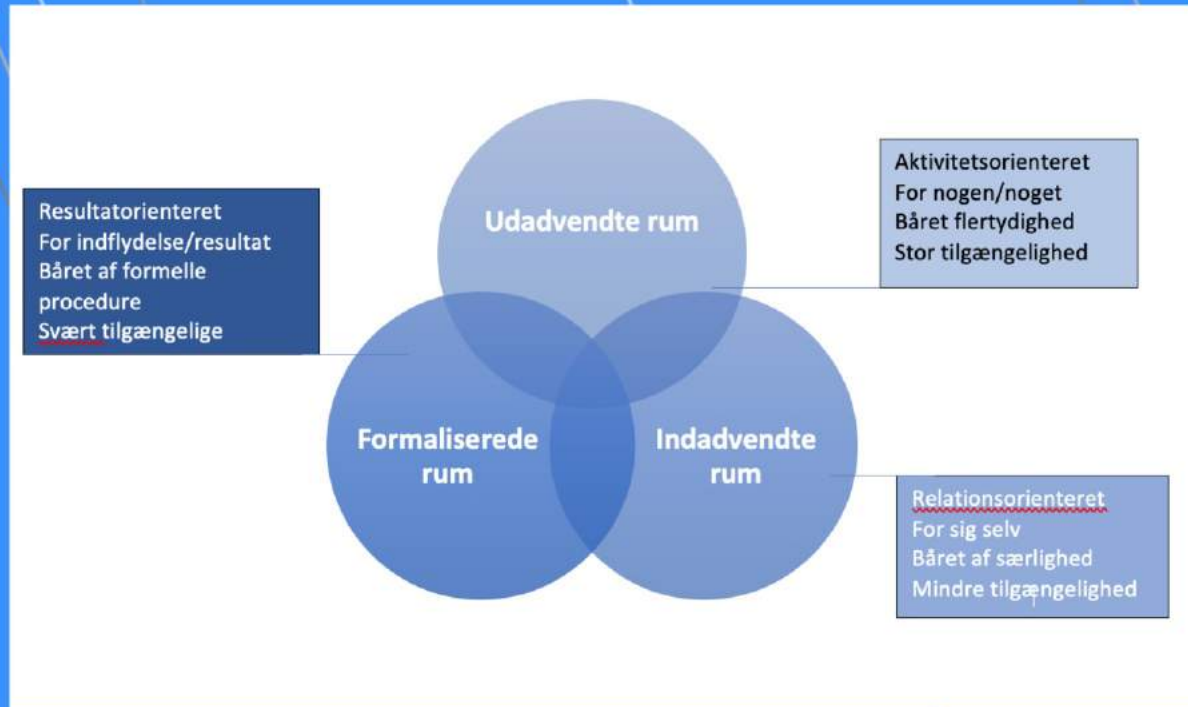 Udadvendte rum
Aktivitetsorienteret
For nogen/noget
Båret flertydighed
Stor tilgængelighed
Resultatorienteret
For indflydelse/resultat
Båret af formelle
procedure
Svært tilgængelige
Formaliserede
rum
Indadvendte
rum
Relationsorienteret
For sig selv
Båret af særlighed
Mindre tilgængelighed